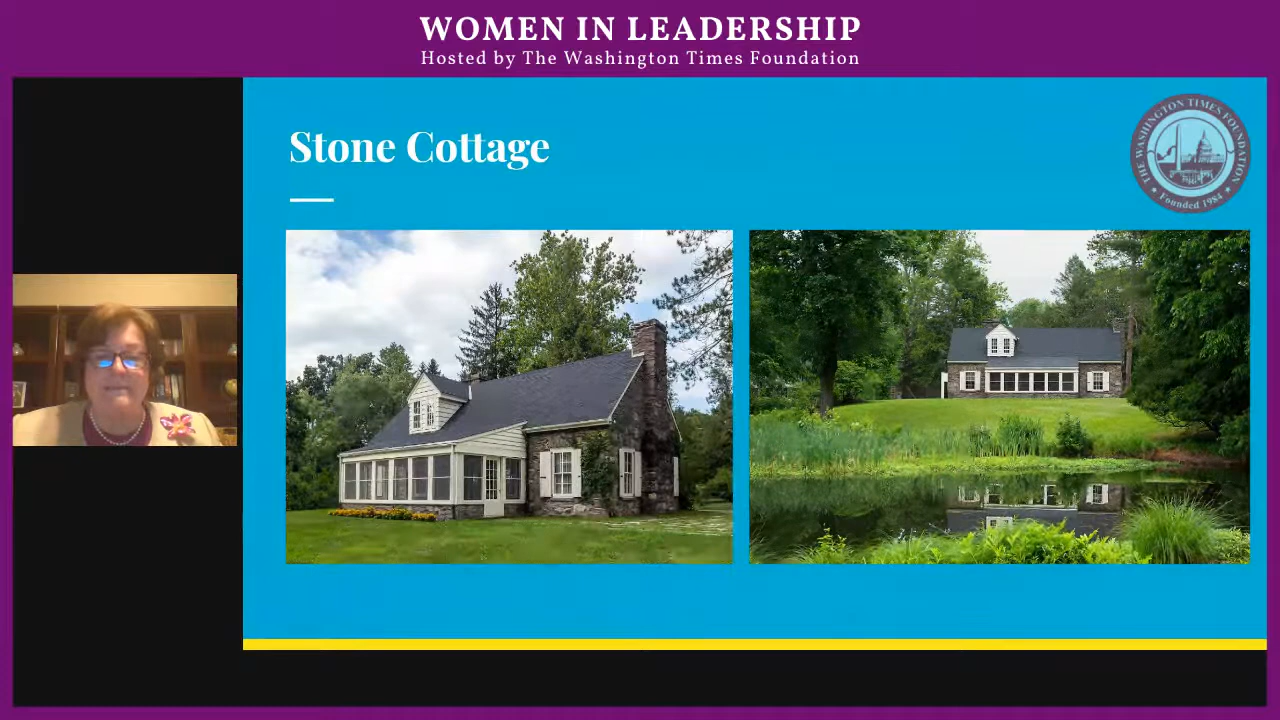 WOMEN IN LEADERSHIP
Hosted by The Washington Times Foundation
Stone Cottage
THE WASHINGTON TIMES FOUNDATION
Founded 1984